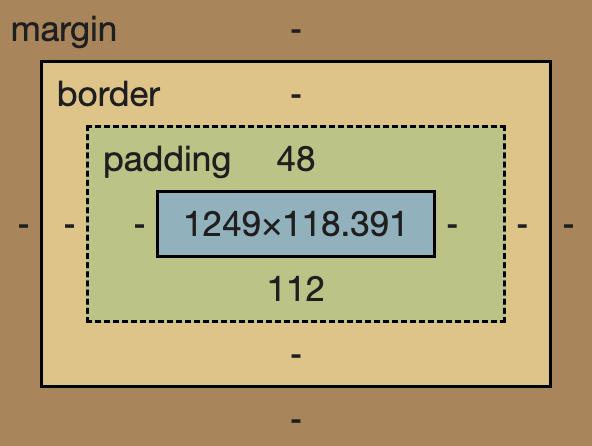 margin -
border -
padding 48
- - - 1249×118.391 - - -
112
-
-